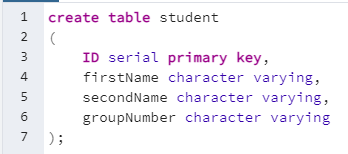 1 create table student
2 (
3 ID serial primary key,
4 firstName character varying,
5 secondName character varying,
6 groupNumber character varying
7 );